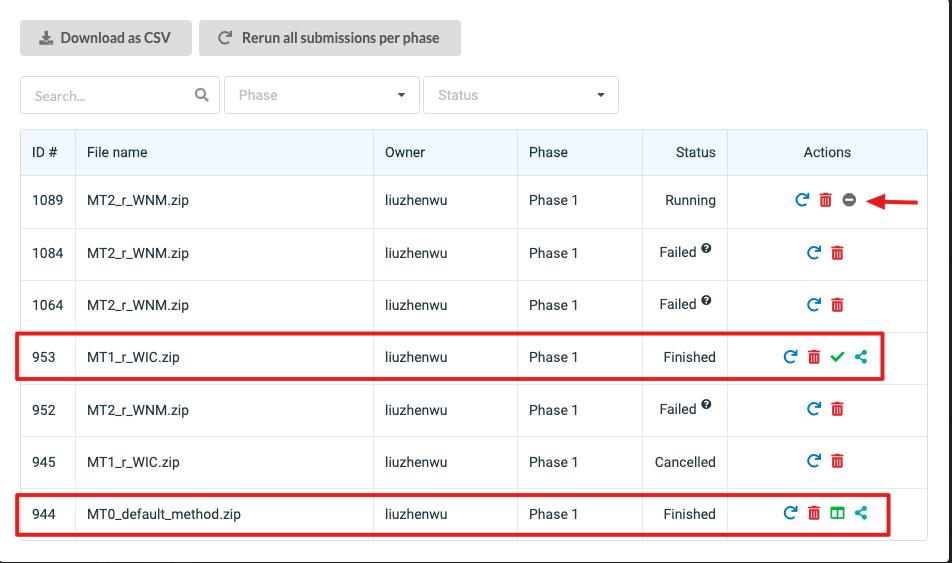 Download as CSV Rerun all submissions per phase
Search... Phase Status
ID # File name Owner Phase Status Actions
1089 MT2_r_WNM.zip liuzhenwu Phase 1 Running
1084 MT2_r_WNM.zip liuzhenwu Phase 1 Failed ?
1064 MT2_r_WNM.zip liuzhenwu Phase 1 Failed ?
953 MT1_r_WIC.zip liuzhenwu Phase 1 Finished
952 MT2_r_WNM.zip liuzhenwu Phase 1 Failed ?
945 MT1_r_WIC.zip liuzhenwu Phase 1 Cancelled
944 MT0_default_method.zip liuzhenwu Phase 1 Finished